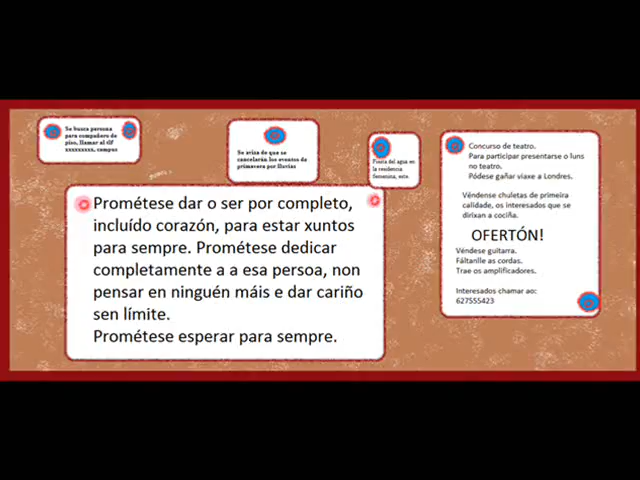 Se busca persona
para compañero de
piso, llamar al tlf
xxxxxxxxx, campus
Se avisa de que se
cancelarán los eventos de
primavera por lluvias
Fiesta del agua en
la residencia
femenina, este.
Concurso de teatro.
Para participar presentarse o luns
no teatro.
Pódese gañar viaxe a Londres.
Véndense chuletas de primeira
calidade, os interesados que se
dirixan a cociña.
OFERTÓN!
Véndese guitarra.
Fáltanlle as cordas.
Trae os amplificadores.
Interesados chamar ao:
627555423
Prométese dar o ser por completo,
incluído corazón, para estar xuntos
para sempre. Prométese dedicar
completamente a a esa persoa, non
pensar en ninguén máis e dar cariño
sen límite.
Prométese esperar para sempre.